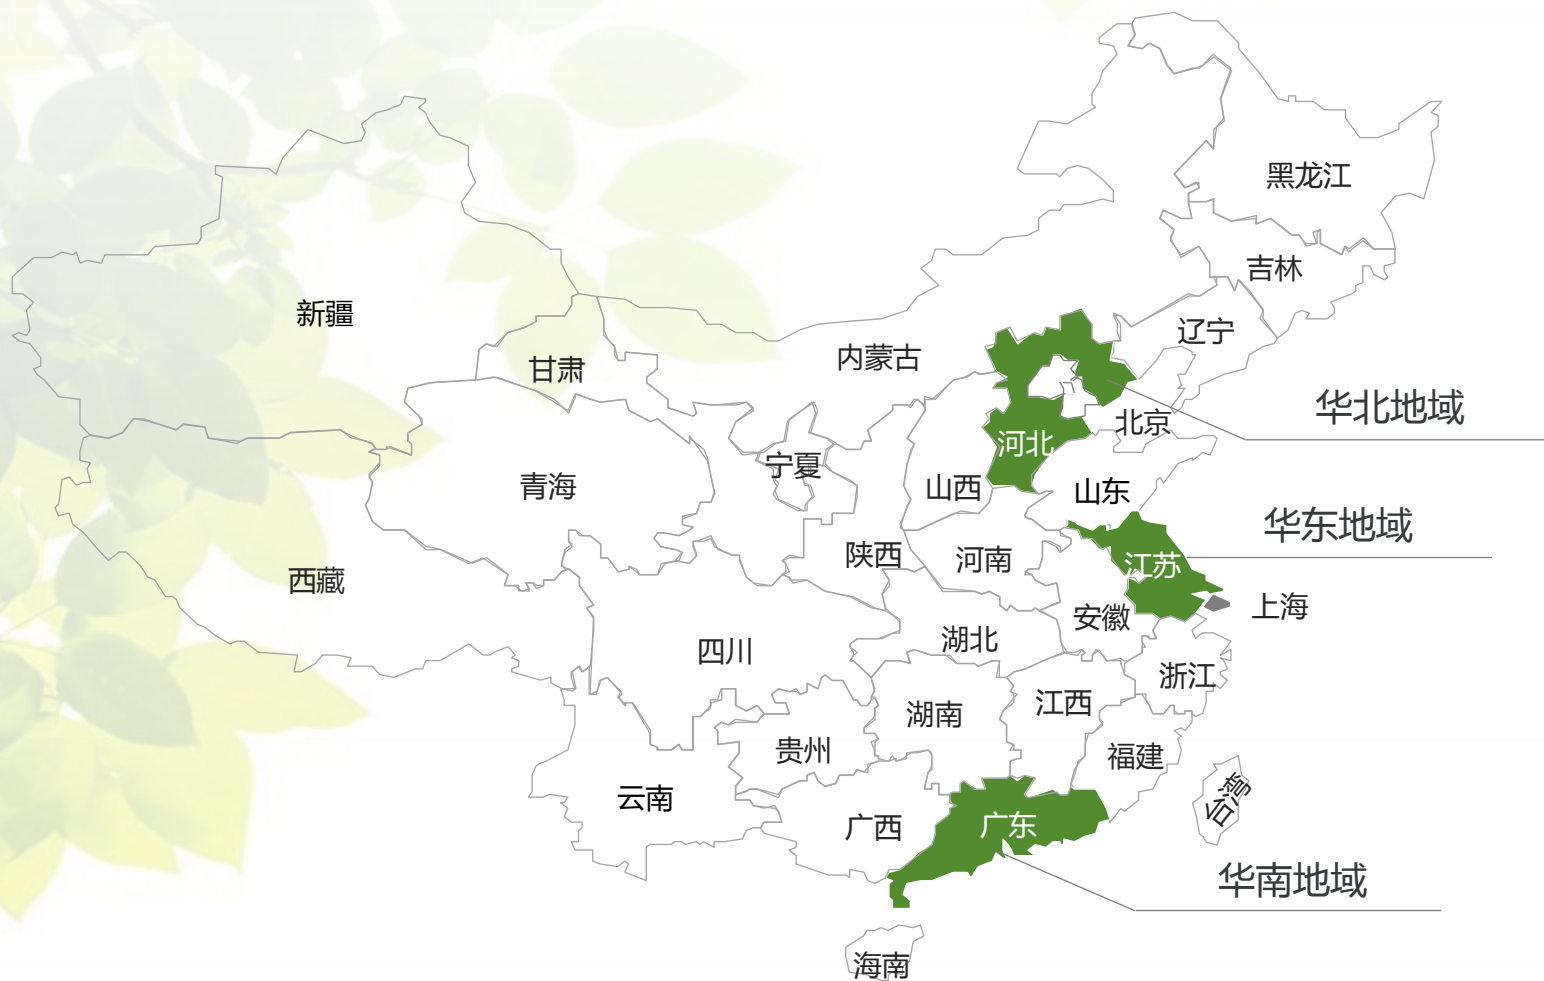 黑龙江
吉林
新疆
辽宁
内蒙古
甘肃
华北地域
北京
河北
宁夏
青海
山西
山东
华东地域
陕西
河南
江苏
西藏
上海
安徽
湖北
四川
浙江
江西
湖南
贵州
福建
云南
台湾
广西
广东
华南地域
海南